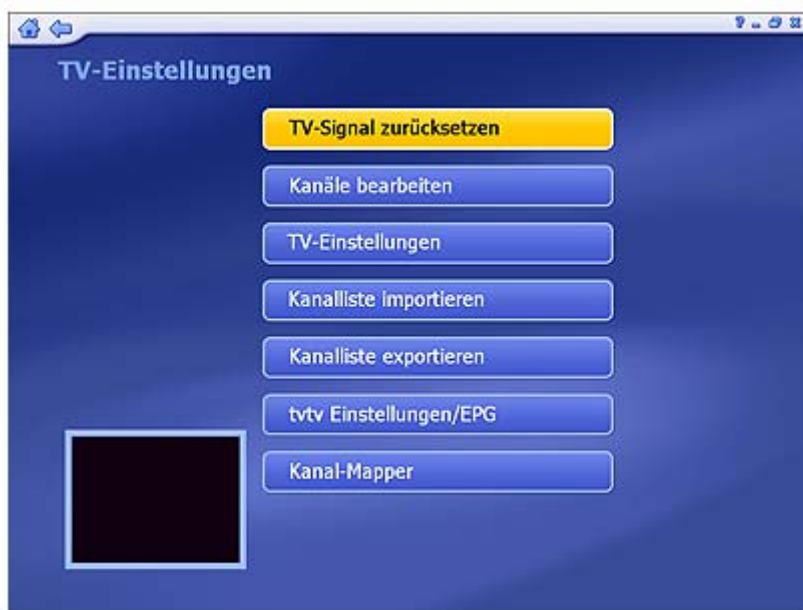 TV-Einstellungen
TV-Signal zurücksetzen
Kanäle bearbeiten
TV-Einstellungen
Kanalliste importieren
Kanalliste exportieren
tvtv Einstellungen/EPG
Kanal-Mapper